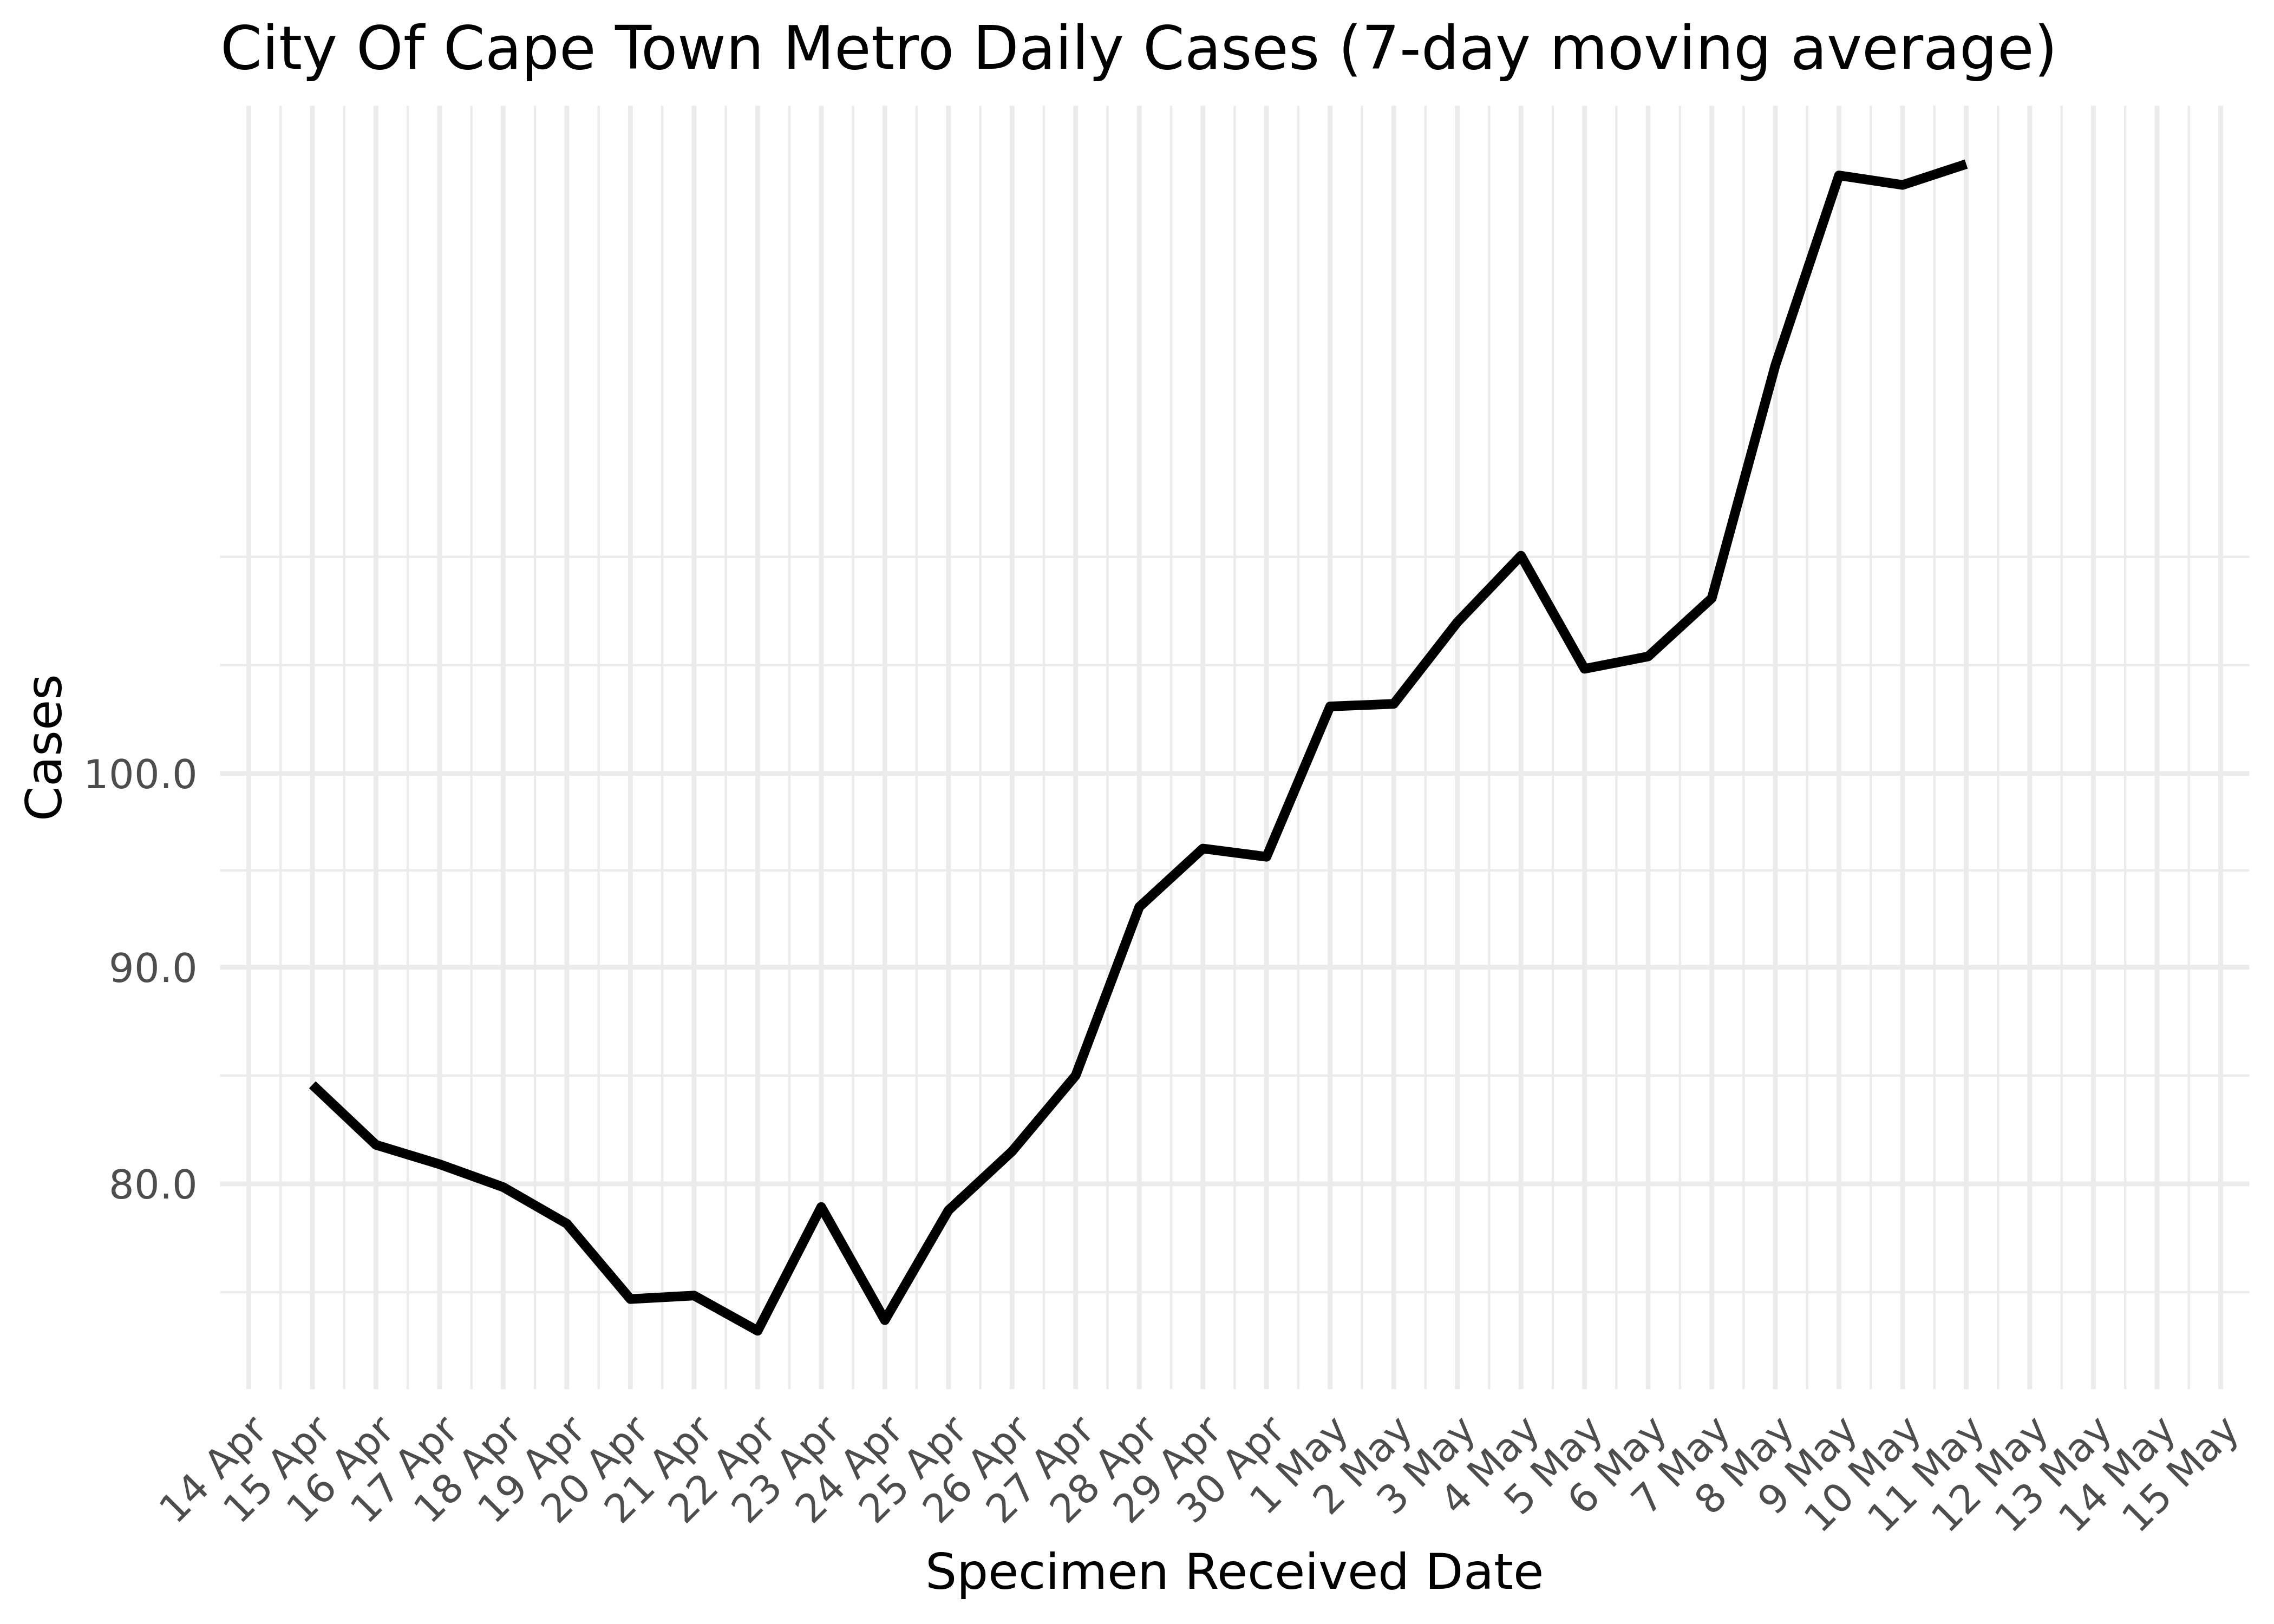 City Of Cape Town Metro Daily Cases (7-day moving average)
Cases
100.0
90.0
80.0
14 Apr
15 Apr
16 Apr
17 Apr
18 Apr
19 Apr
20 Apr
21 Apr
22 Apr
23 Apr
24 Apr
25 Apr
26 Apr
27 Apr
28 Apr
29 Apr
30 Apr
1 May
2 May
3 May
4 May
5 May
6 May
7 May
8 May
9 May
10 May
11 May
12 May
13 May
14 May
15 May
Specimen Received Date